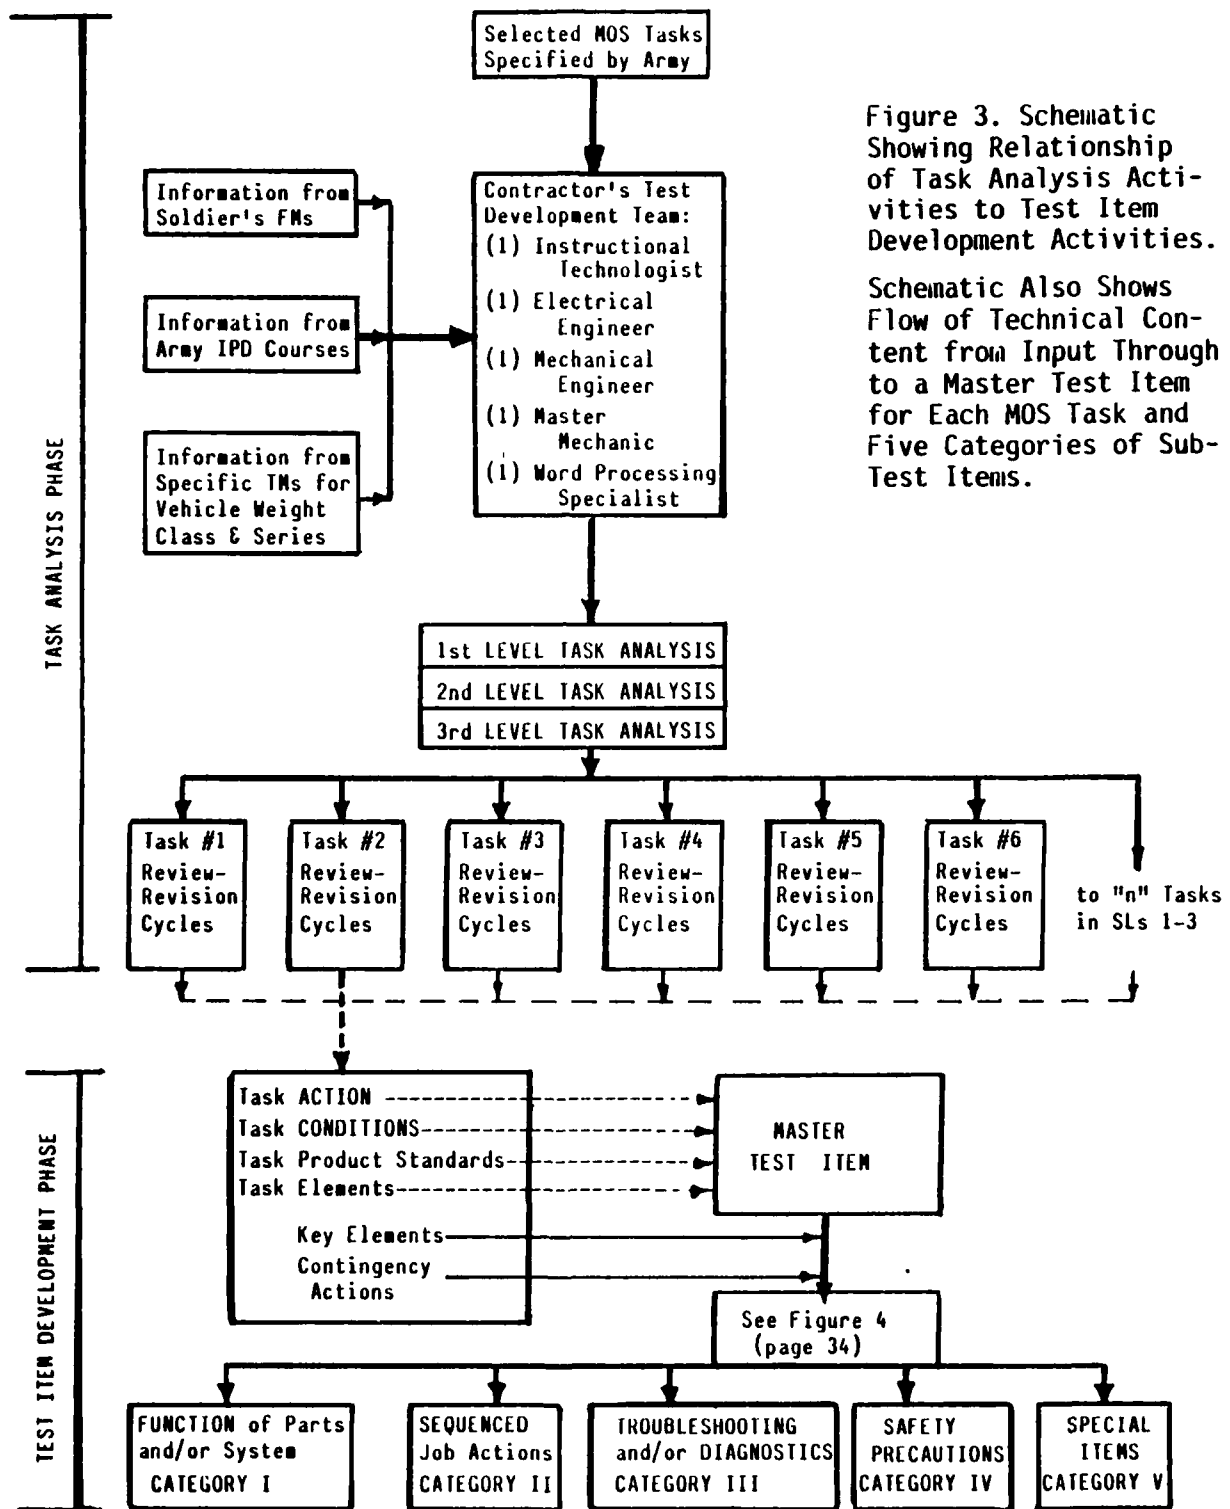 Selected MOS Tasks
Specified by Army
Figure 3. Schematic
Showing Relationship
of Task Analysis Acti-
vities to Test Item
Development Activities.
Schematic Also Shows
Flow of Technical Con-
tent from Input Through
to a Master Test Item
for Each MOS Task and
Five Categories of Sub-
Test Items.
TASK ANALYSIS PHASE
Information from
Soldier's FMs
Information from
Army IPD Courses
Information from
Specific TMs for
Vehicle Weight
Class & Series
Contractor's Test
Development Team:
(1) Instructional
Technologist
(1) Electrical
Engineer
(1) Mechanical
Engineer
(1) Master
Mechanic
(1) Word Processing
Specialist
1st LEVEL TASK ANALYSIS
2nd LEVEL TASK ANALYSIS
3rd LEVEL TASK ANALYSIS
Task #1
Review-
Revision
Cycles
Task #2
Review-
Revision
Cycles
Task #3
Review-
Revision
Cycles
Task #4
Review-
Revision
Cycles
Task #5
Review-
Revision
Cycles
Task #6
Review-
Revision
Cycles
to "n" Tasks
in SLs 1-3
TEST ITEM DEVELOPMENT PHASE
Task ACTION
Task CONDITIONS
Task Product Standards
Task Elements
Key Elements
Contingency
Actions
MASTER
TEST ITEM
See Figure 4
(page 34)
FUNCTION of Parts
and/or System
CATEGORY I
SEQUENCED
Job Actions
CATEGORY II
TROUBLESHOOTING
and/or DIAGNOSTICS
CATEGORY III
SAFETY
PRECAUTIONS
CATEGORY IV
SPECIAL
ITEMS
CATEGORY V